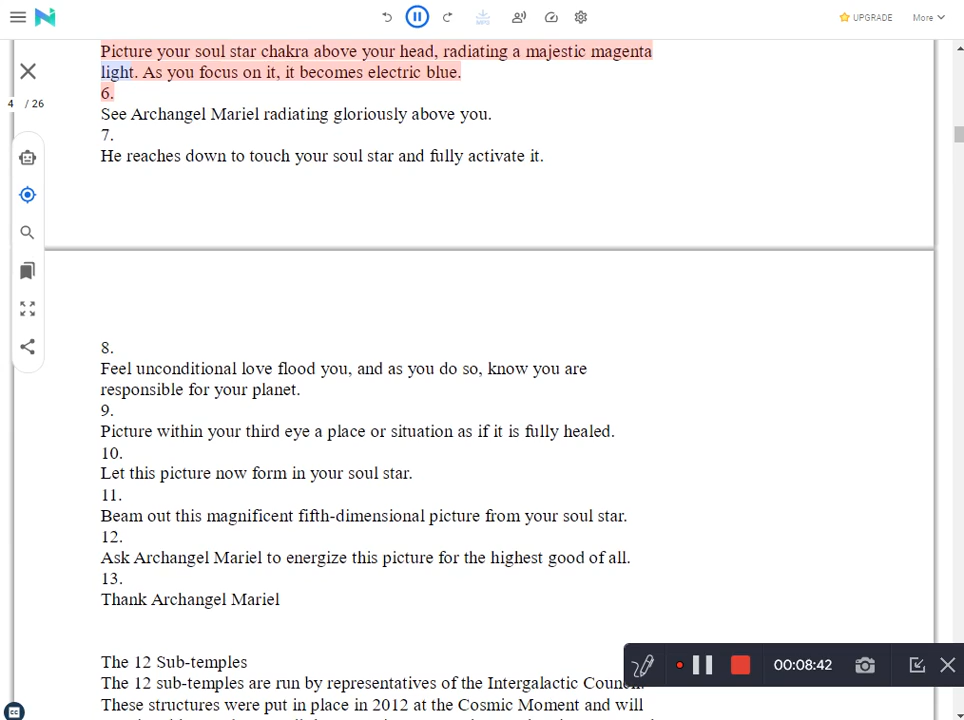 UPGRADE
More
4 / 26
Picture your soul star chakra above your head, radiating a majestic magenta
light. As you focus on it, it becomes electric blue.
6.
See Archangel Mariel radiating gloriously above you.
7.
He reaches down to touch your soul star and fully activate it.
8.
Feel unconditional love flood you, and as you do so, know you are
responsible for your planet.
9.
Picture within your third eye a place or situation as if it is fully healed.
10.
Let this picture now form in your soul star.
11.
Beam out this magnificent fifth-dimensional picture from your soul star.
12.
Ask Archangel Mariel to energize this picture for the highest good of all.
13.
Thank Archangel Mariel
The 12 Sub-temples
The 12 sub-temples are run by representatives of the Intergalactic Council.
These structures were put in place in 2012 at the Cosmic Moment and will
00:08:42
CC